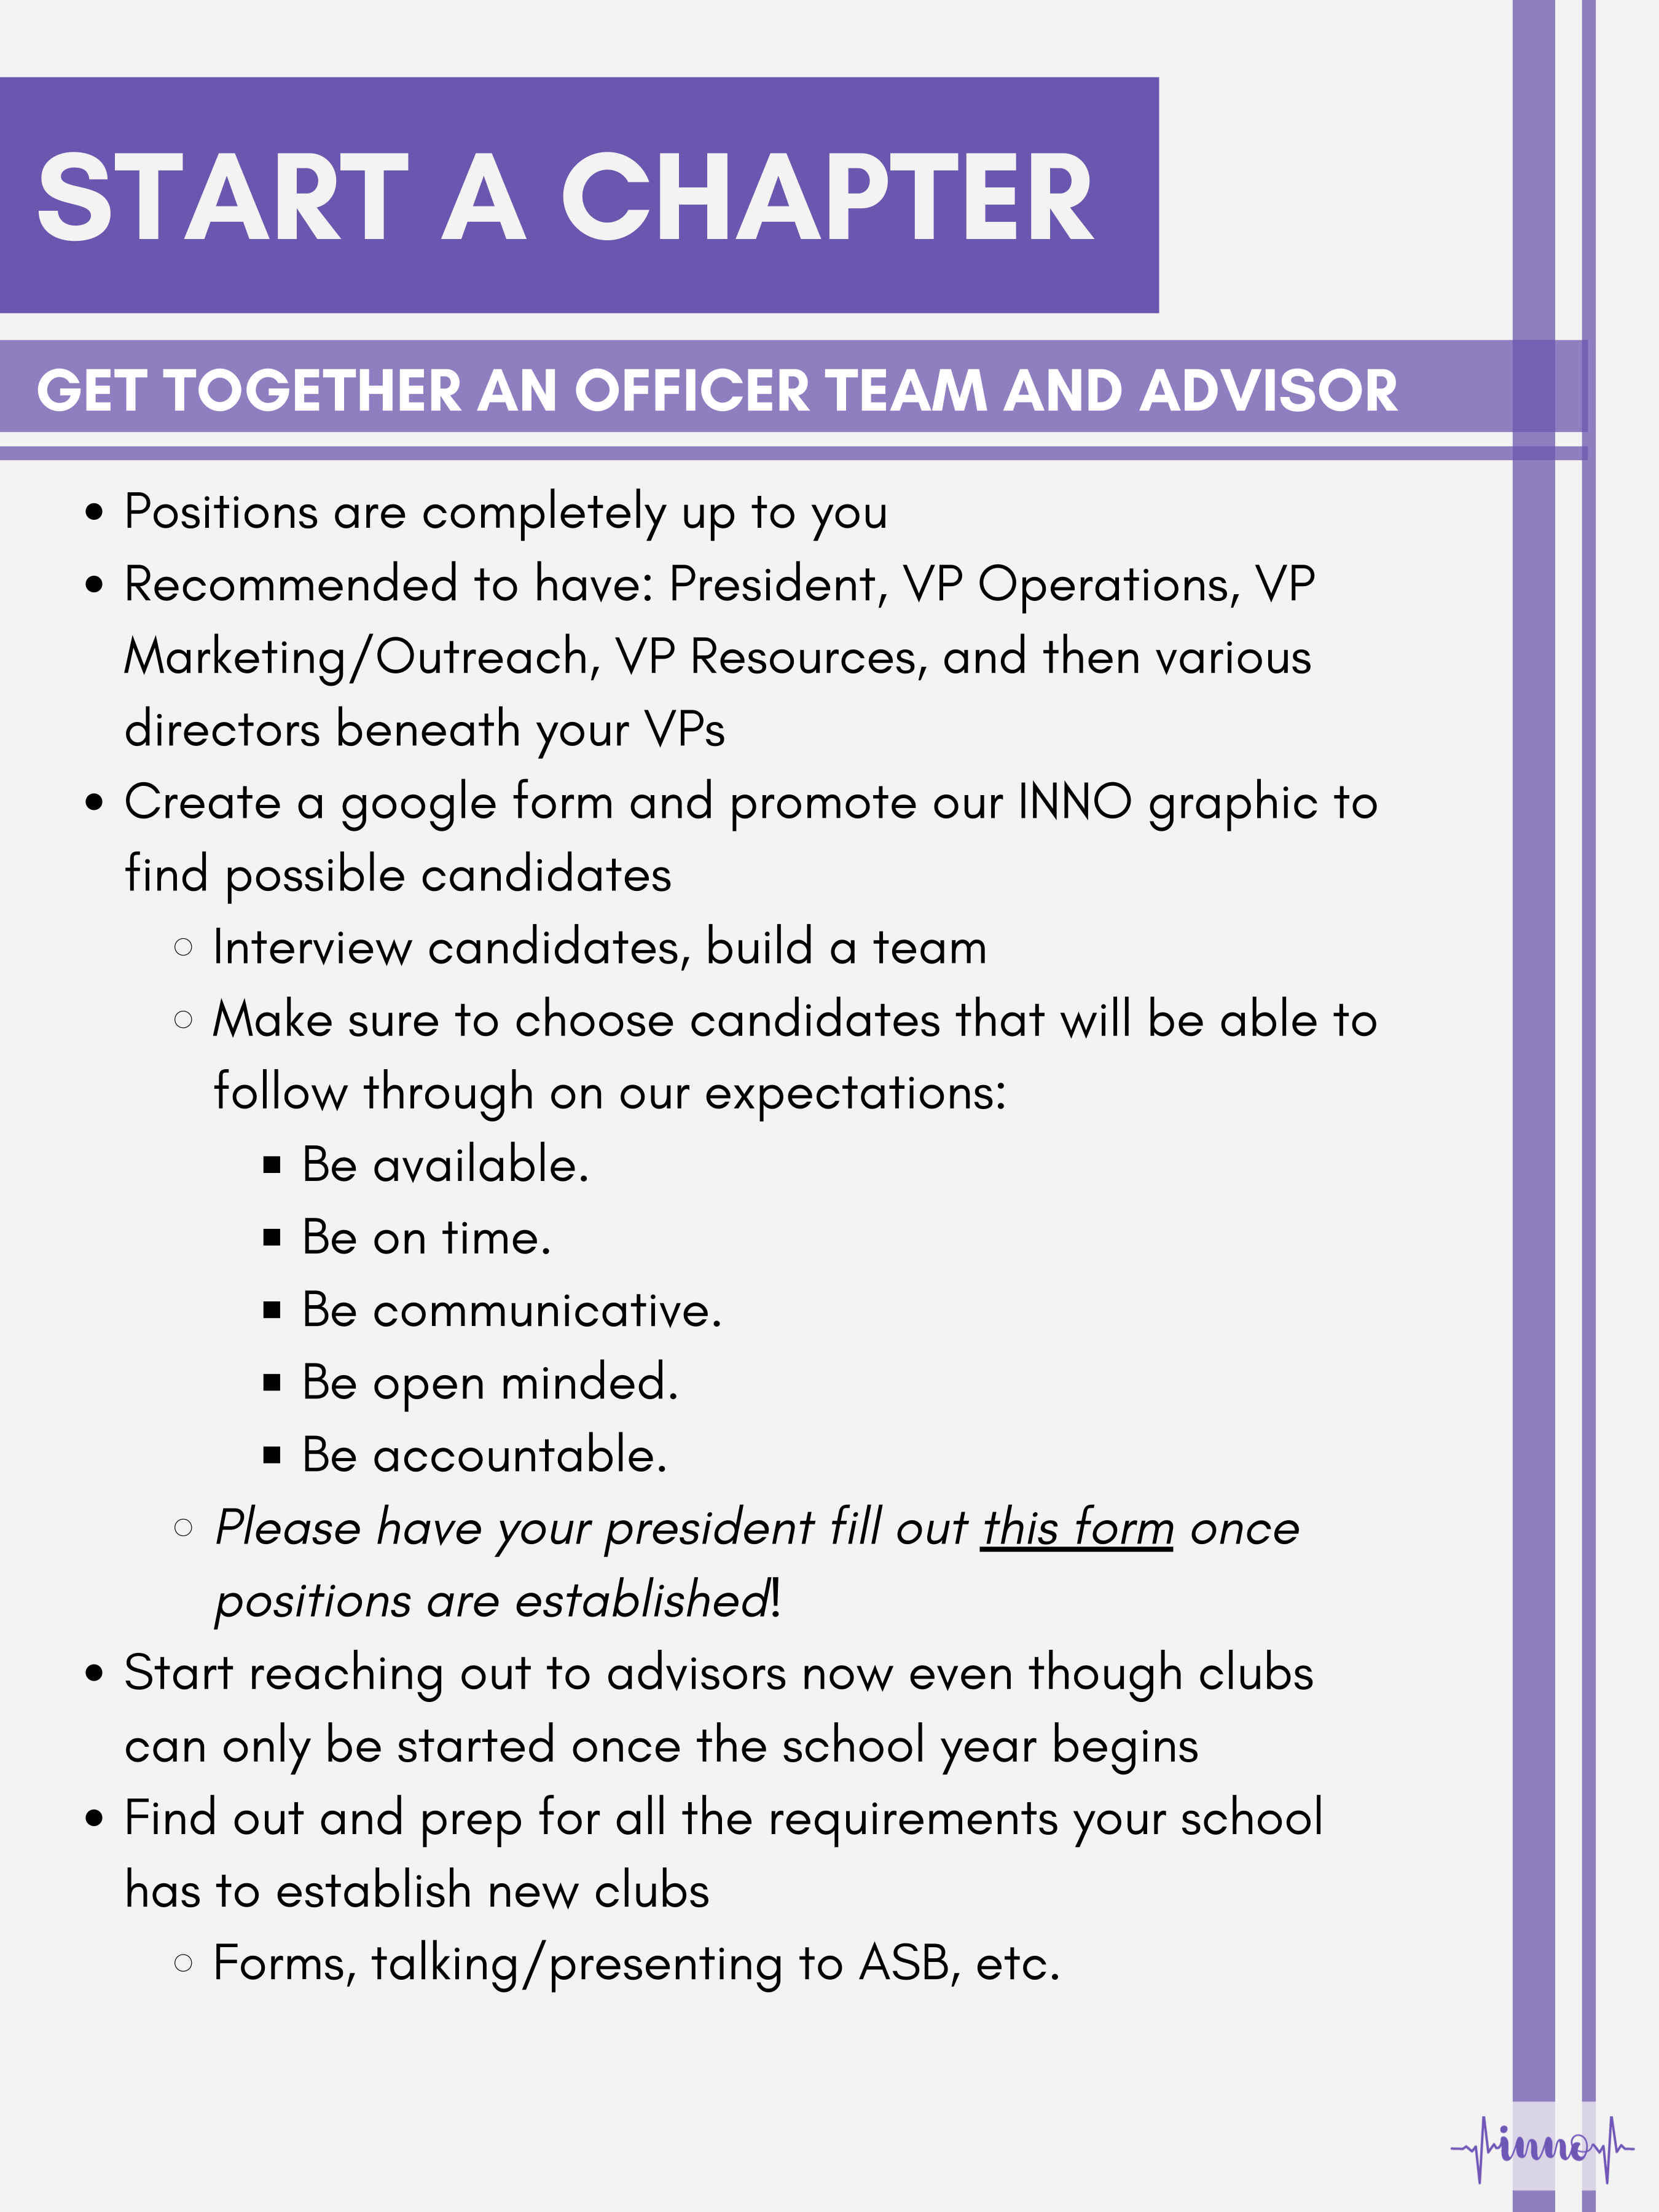 START A CHAPTER
GET TOGETHER AN OFFICER TEAM AND ADVISOR
Positions are completely up to you
Recommended to have: President, VP Operations, VP
Marketing/Outreach, VP Resources, and then various
directors beneath your VPs
Create a google form and promote our INNO graphic to
find possible candidates
Interview candidates, build a team
Make sure to choose candidates that will be able to
follow through on our expectations:
Be available.
Be on time.
Be communicative.
Be open minded.
Be accountable.
Please have your president fill out this form once
positions are established!
Start reaching out to advisors now even though clubs
can only be started once the school year begins
Find out and prep for all the requirements your school
has to establish new clubs
Forms, talking/presenting to ASB, etc.
inno